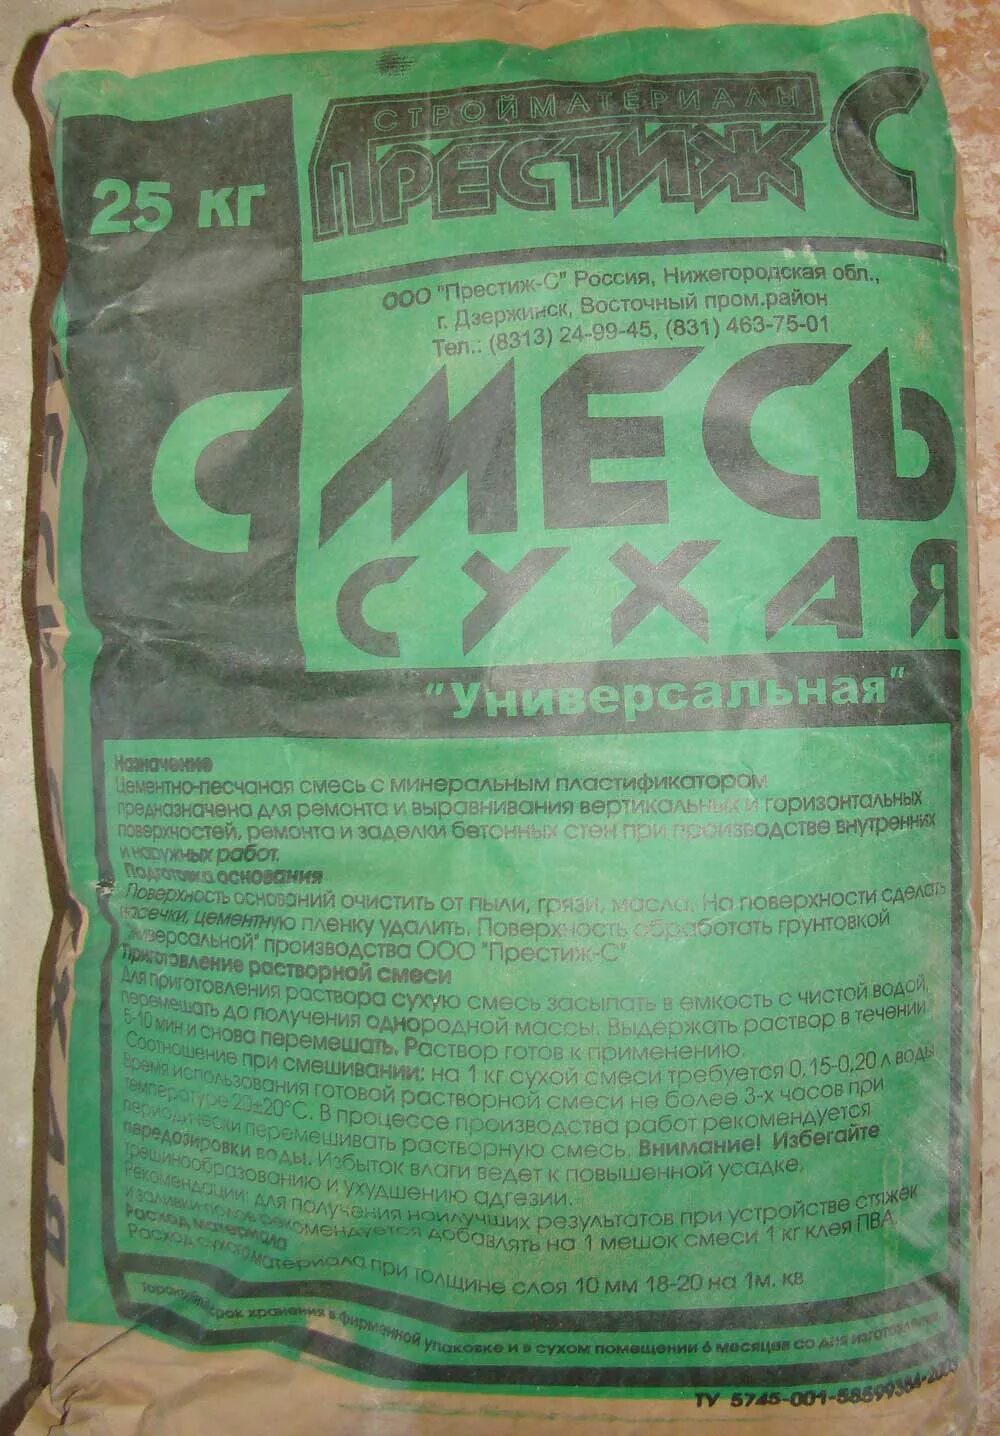 СТРОЙМАТЕРИАЛЫ
ПРЕСТИЖ С
25 кг
ООО "Престиж-С" Россия, Нижегородская обл.,
г. Дзержинск, Восточный пром.район
Тел.: (8313) 24-99-45, (831) 463-75-01
СМЕСЬ
СУХАЯ
"Универсальная"
Назначение
Цементно-песчаная смесь с минеральным пластификатором
предназначена для ремонта и выравнивания вертикальных и горизонтальных
поверхностей, ремонта и заделки бетонных стен при производстве внутренних
и наружных работ.
Подготовка основания
Поверхность оснований очистить от пыли, грязи, масла. На поверхности сделать
насечки, цементную пленку удалить. Поверхность обработать грунтовкой
"Универсальной" производства ООО "Престиж-С"
Приготовление растворной смеси
Для приготовления раствора сухую смесь засыпать в емкость с чистой водой,
перемешать до получения однородной массы. Выдержать раствор в течении
5-10 мин и снова перемешать. Раствор готов к применению.
Соотношение при смешивании: на 1 кг сухой смеси требуется 0,15-0,20 л воды
Время использования готовой растворной смеси не более 3-х часов при
температуре 20±20°С. В процессе производства работ рекомендуется
периодически перемешивать растворную смесь. Внимание! Избегайте
передозировки воды. Избыток влаги ведет к повышенной усадке,
трещинообразованию и ухудшению адгезии.
Рекомендации: для получения наилучших результатов при устройстве стяжек
и заливки полов рекомендуется добавлять на 1 мешок смеси 1 кг клея ПВА.
Расход материала
Расход сухого материала при толщине слоя 10 мм 18-20 на 1м. кв
срок хранения в фирменной упаковке и в сухом помещении 6 месяцев со дня изготовления
ТУ 5745-001-58599384-
СМЕСЬ СУХАЯ